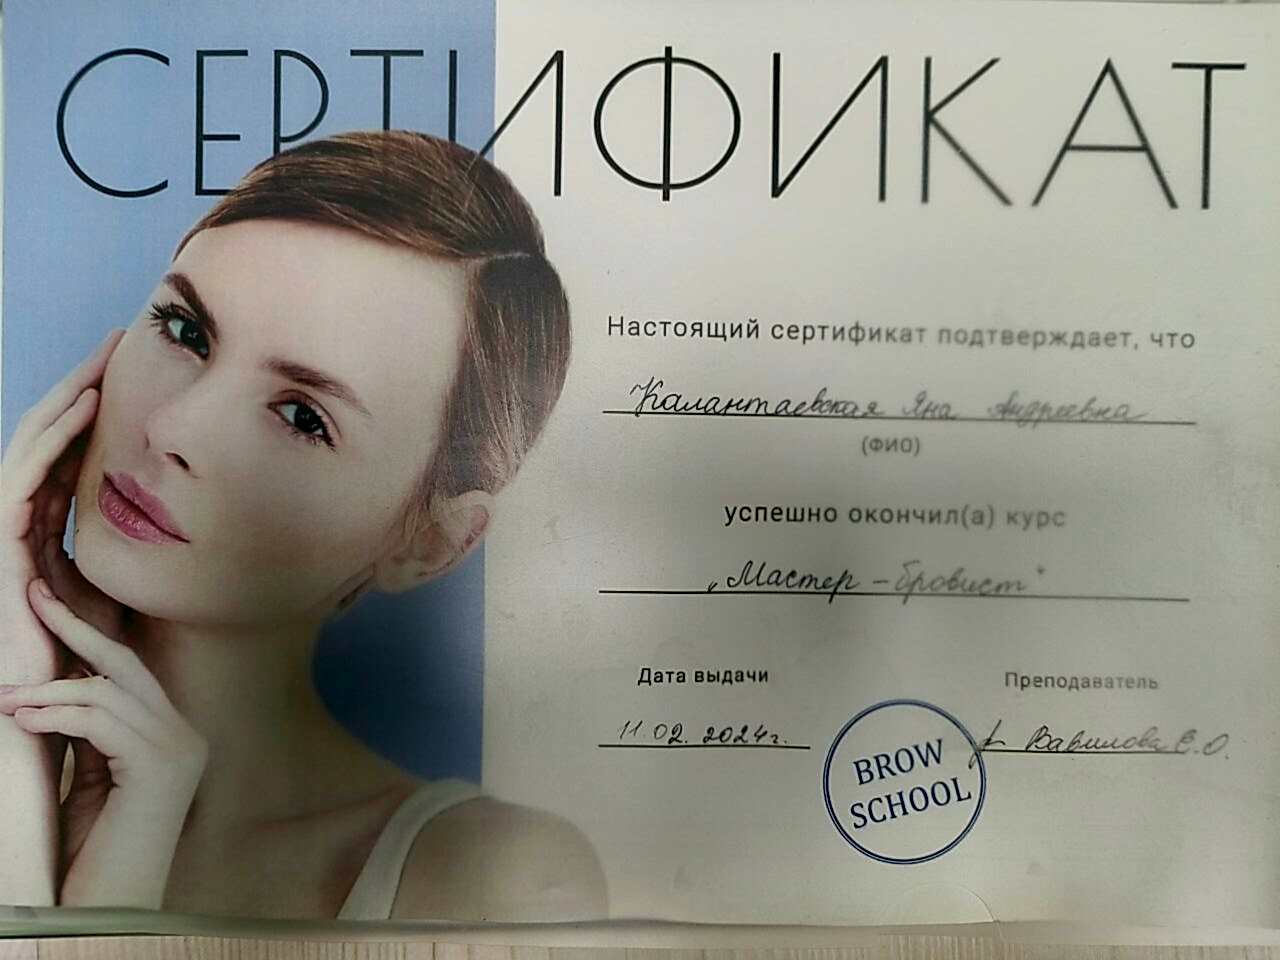 СЕРТИФИКАТ
Настоящий сертификат подтверждает, что
Калантаевская Яна Андреевна
(ФИО)
успешно окончил(а) курс
„Мастер - бровист"
Дата выдачи
Преподаватель
11.02.2024г.
Вавилова Е.О.
BROW
SCHOOL